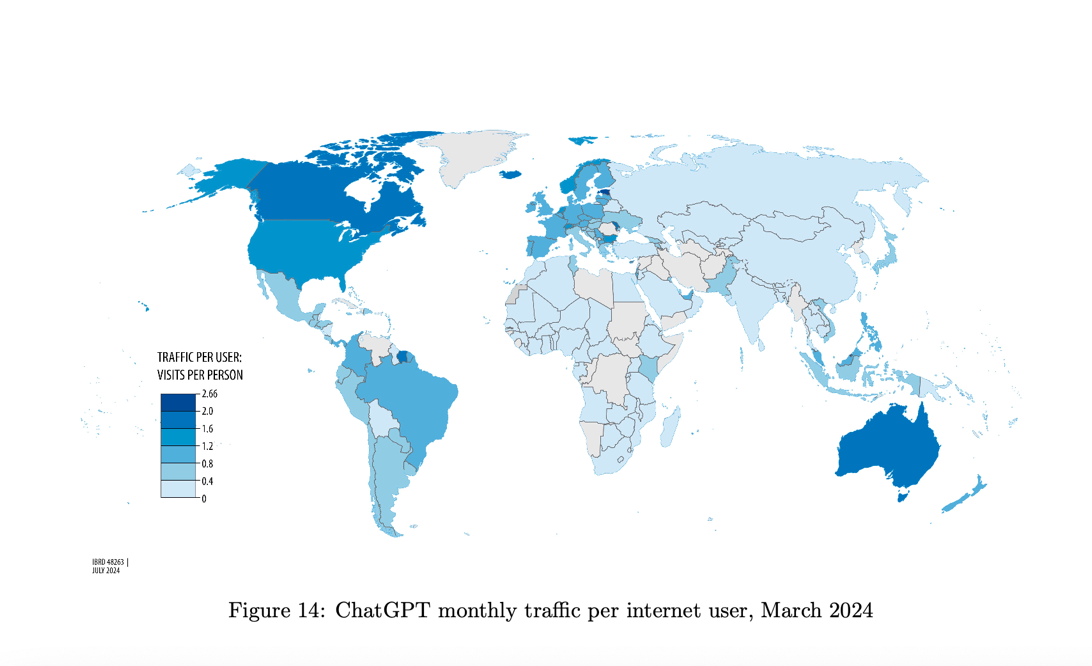 TRAFFIC PER USER:
VISITS PER PERSON
2.66
2.0
1.6
1.2
0.8
0.4
0
IBRD 48263 |
JULY 2024
Figure 14: ChatGPT monthly traffic per internet user, March 2024